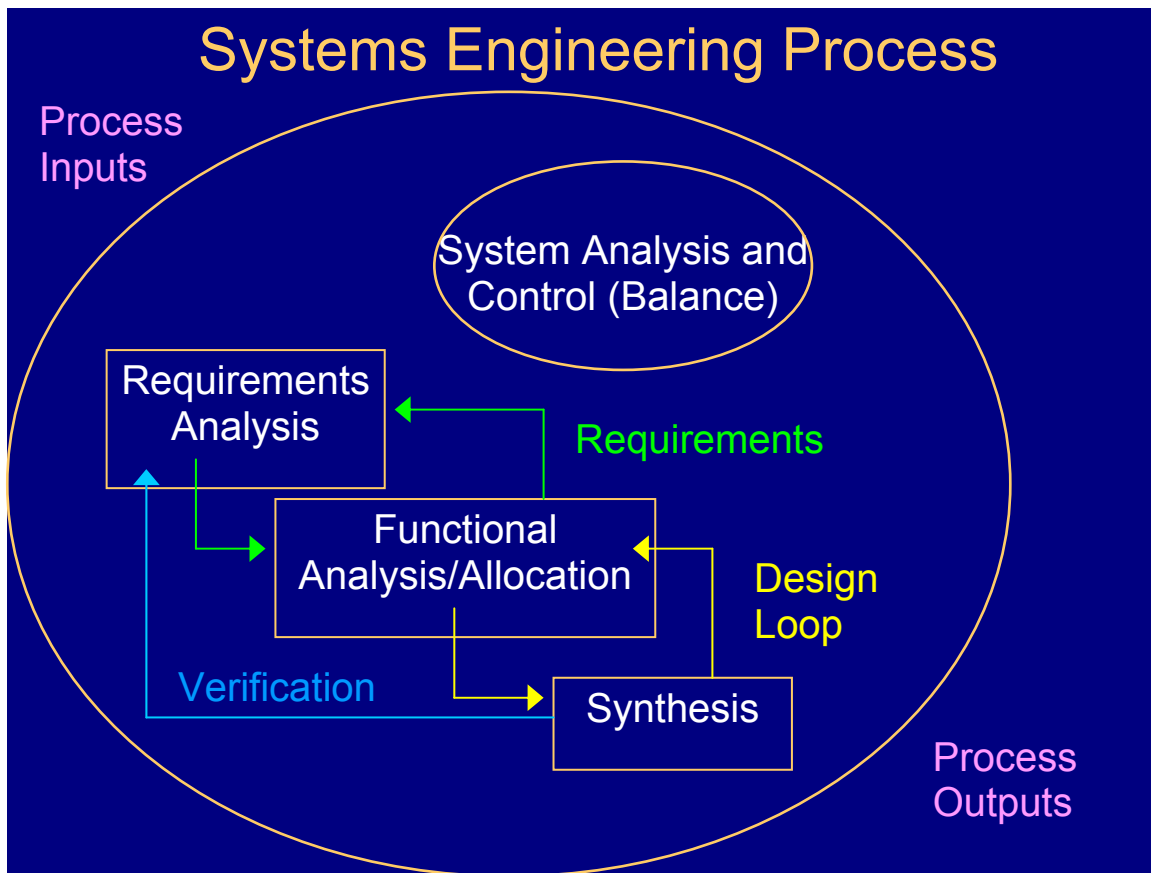 Systems Engineering Process
Process
Inputs
System Analysis and
Control (Balance)
Requirements
Analysis
Requirements
Functional
Analysis/Allocation
Design
Loop
Verification
Synthesis
Process
Outputs